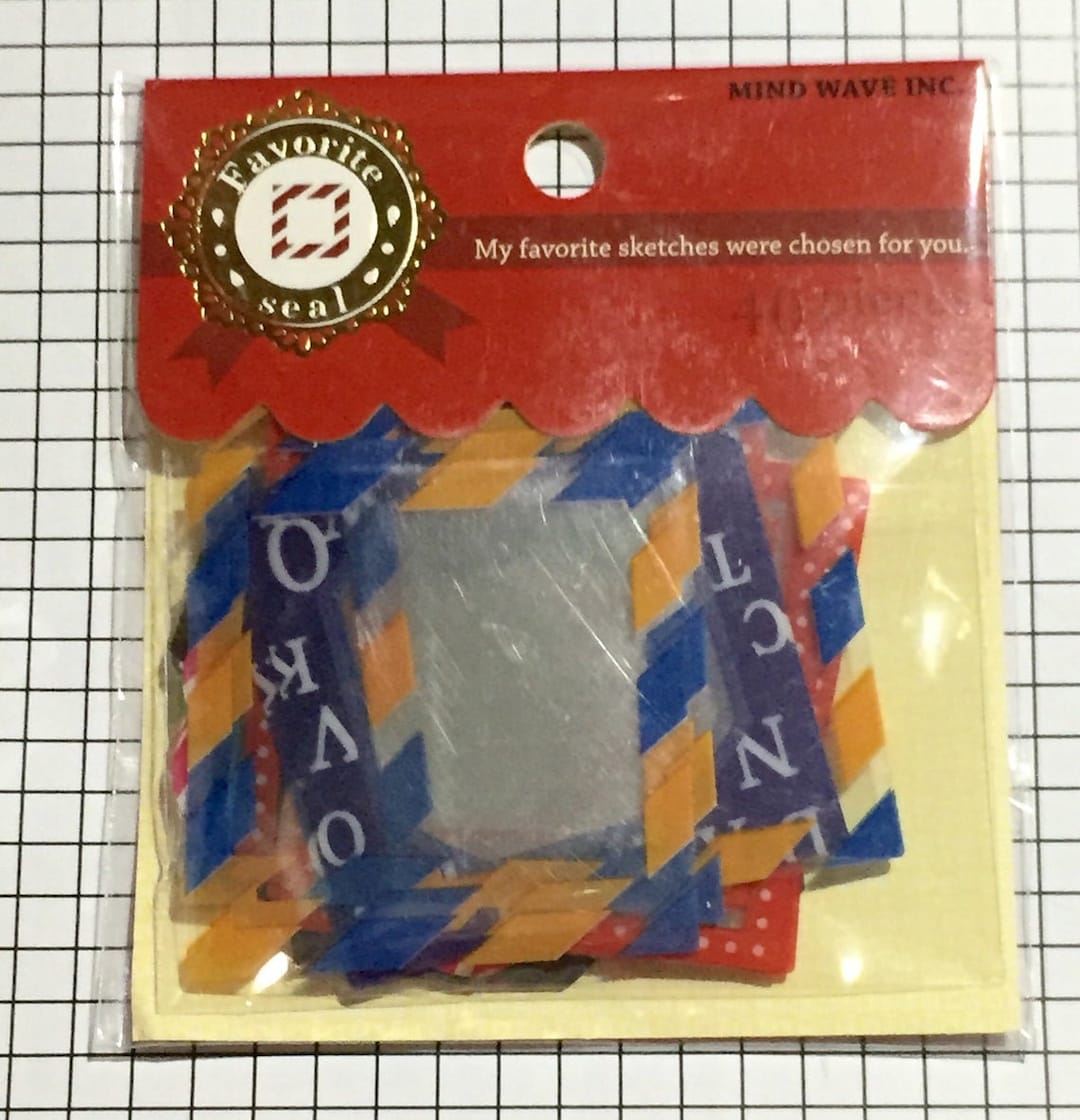 MIND WAVE INC.
Favorite
seal
My favorite sketches were chosen for you.
Q
K
V
O
T
C
N
L